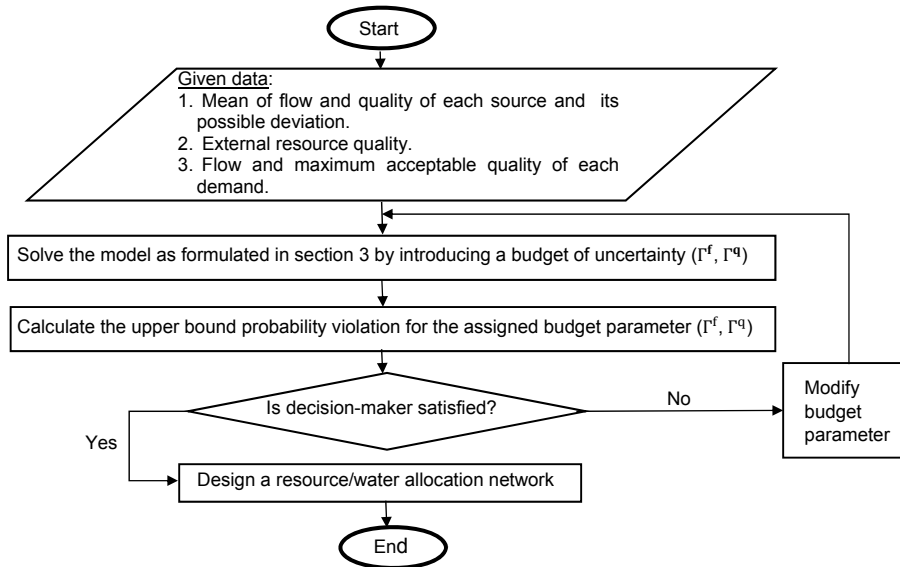 Start
Given data:
1. Mean of flow and quality of each source and its
possible deviation.
2. External resource quality.
3. Flow and maximum acceptable quality of each
demand.
Solve the model as formulated in section 3 by introducing a budget of uncertainty (Γᶠ, Γ^q)
Calculate the upper bound probability violation for the assigned budget parameter (Γᶠ, Γ^q)
Is decision-maker satisfied?
No
Modify
budget
parameter
Yes
Design a resource/water allocation network
End